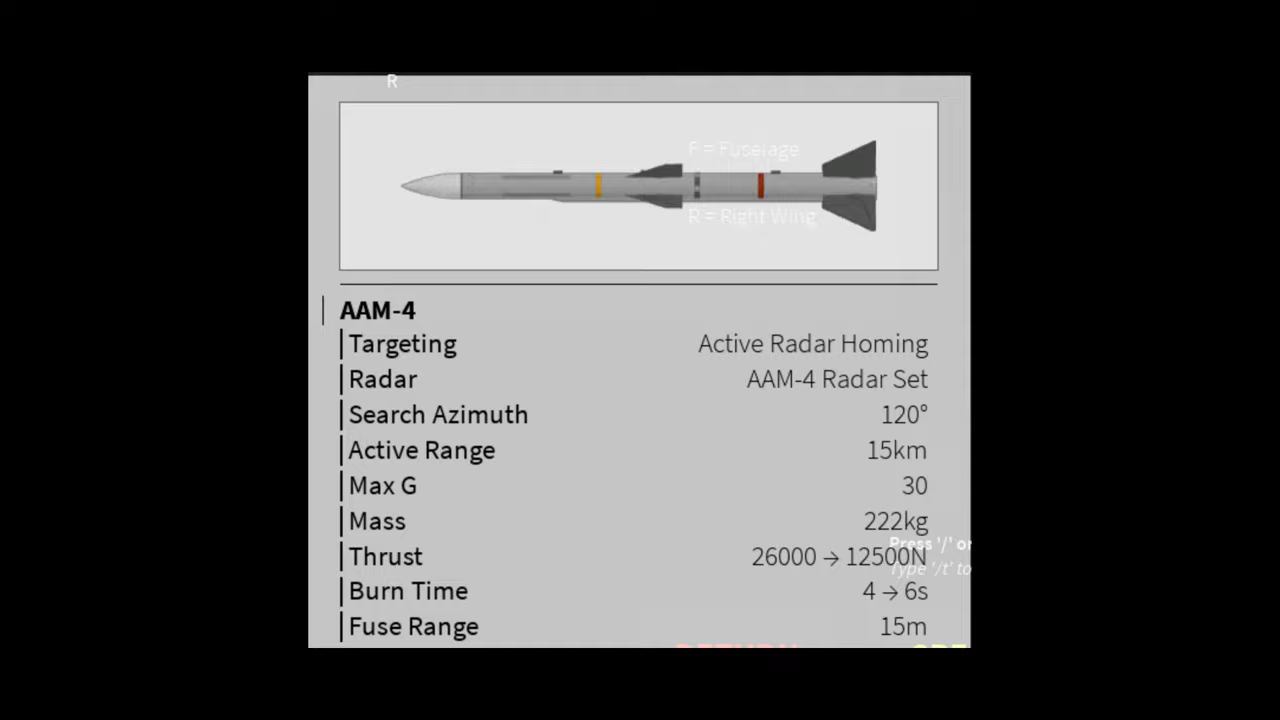 R
F = Fuselage
R = Right Wing
AAM-4
Targeting Active Radar Homing
Radar AAM-4 Radar Set
Search Azimuth 120°
Active Range 15km
Max G 30
Mass 222kg
Press '/' or
Thrust 26000 → 12500N
Type '/t' to
Burn Time 4 → 6s
Fuse Range 15m
RETURN